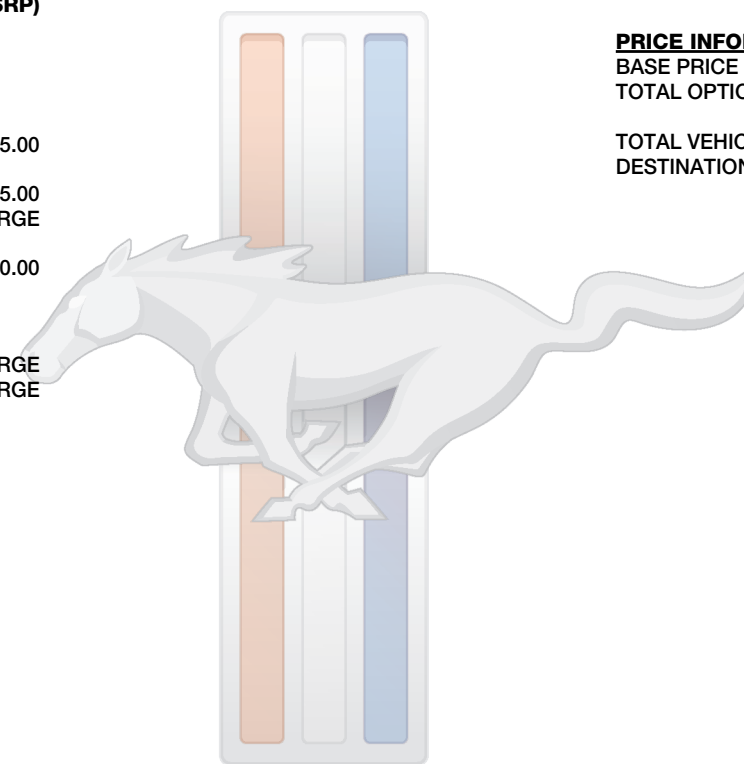 SRP)
5.00
5.00
RGE
0.00
RGE
RGE
PRICE INFO
BASE PRICE
TOTAL OPTIO
TOTAL VEHIC
DESTINATION